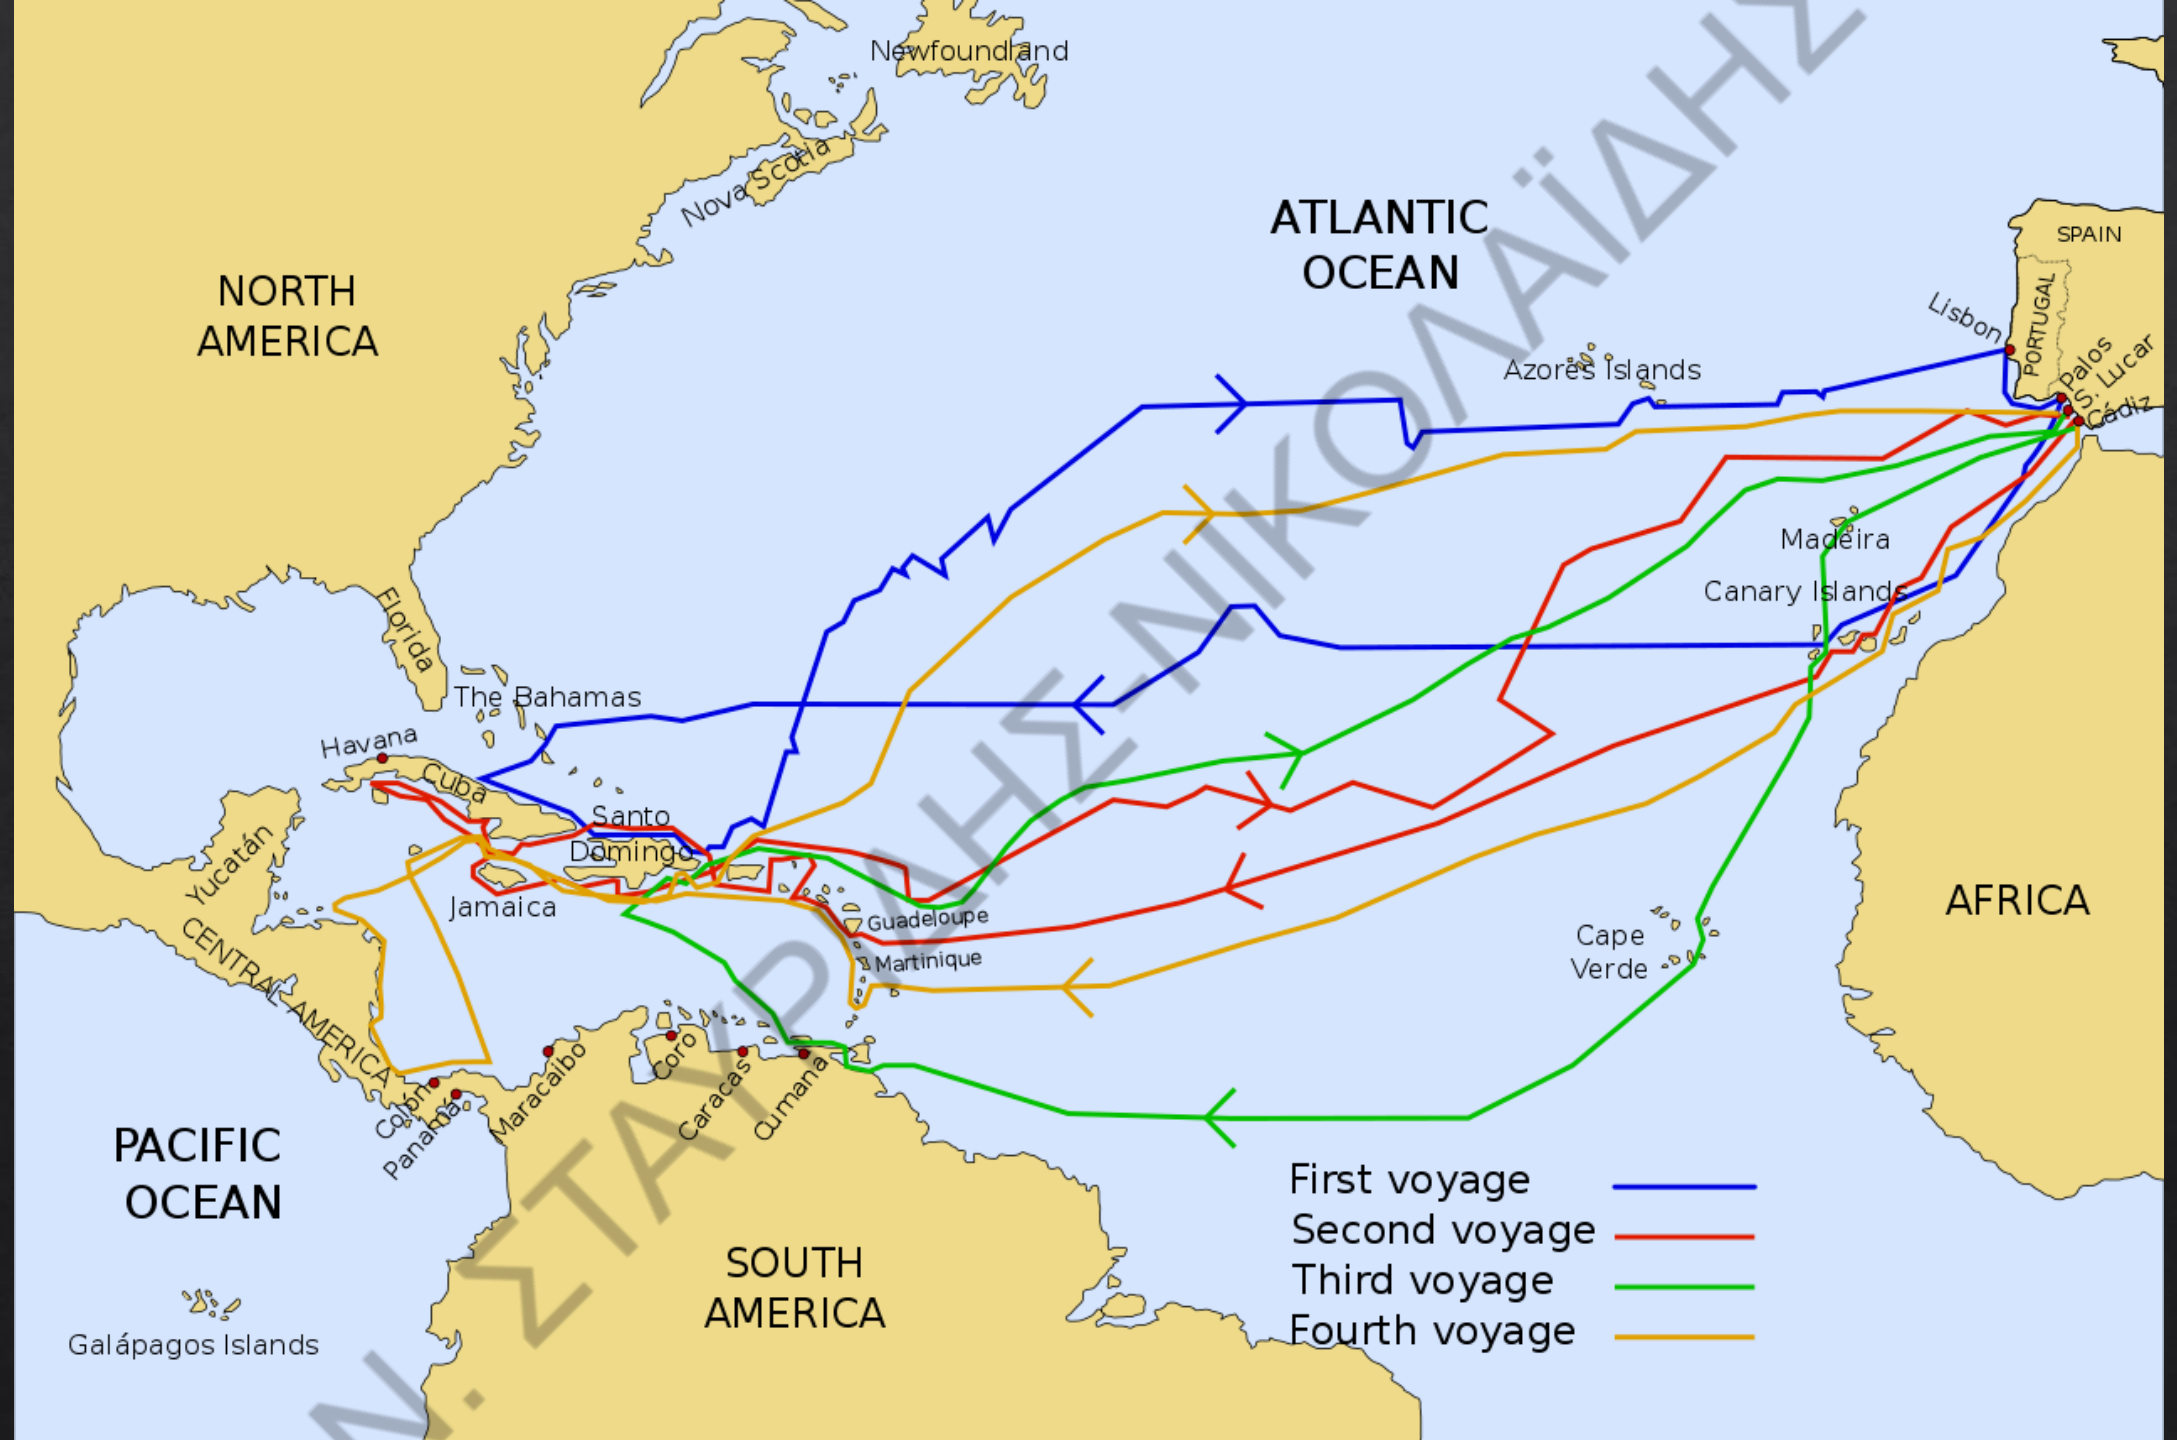 Newfoundland
Nova Scotia
ATLANTIC
OCEAN
SPAIN
PORTUGAL
Lisbon
Palos
S. Lucar
Cádiz
NORTH
AMERICA
Azores Islands
Madeira
Canary Islands
Florida
The Bahamas
Havana
Cuba
Santo
Domingo
Yucatán
Jamaica
Guadeloupe
Martinique
CENTRAL AMERICA
AFRICA
Cape
Verde
Colón
Panamá
Maracaibo
Coro
Caracas
Cumana
PACIFIC
OCEAN
SOUTH
AMERICA
Galápagos Islands
First voyage
Second voyage
Third voyage
Fourth voyage
Ν. ΣΤΑΥΡΙΔΗΣ-ΝΙΚΟΛΑΪΔΗΣ